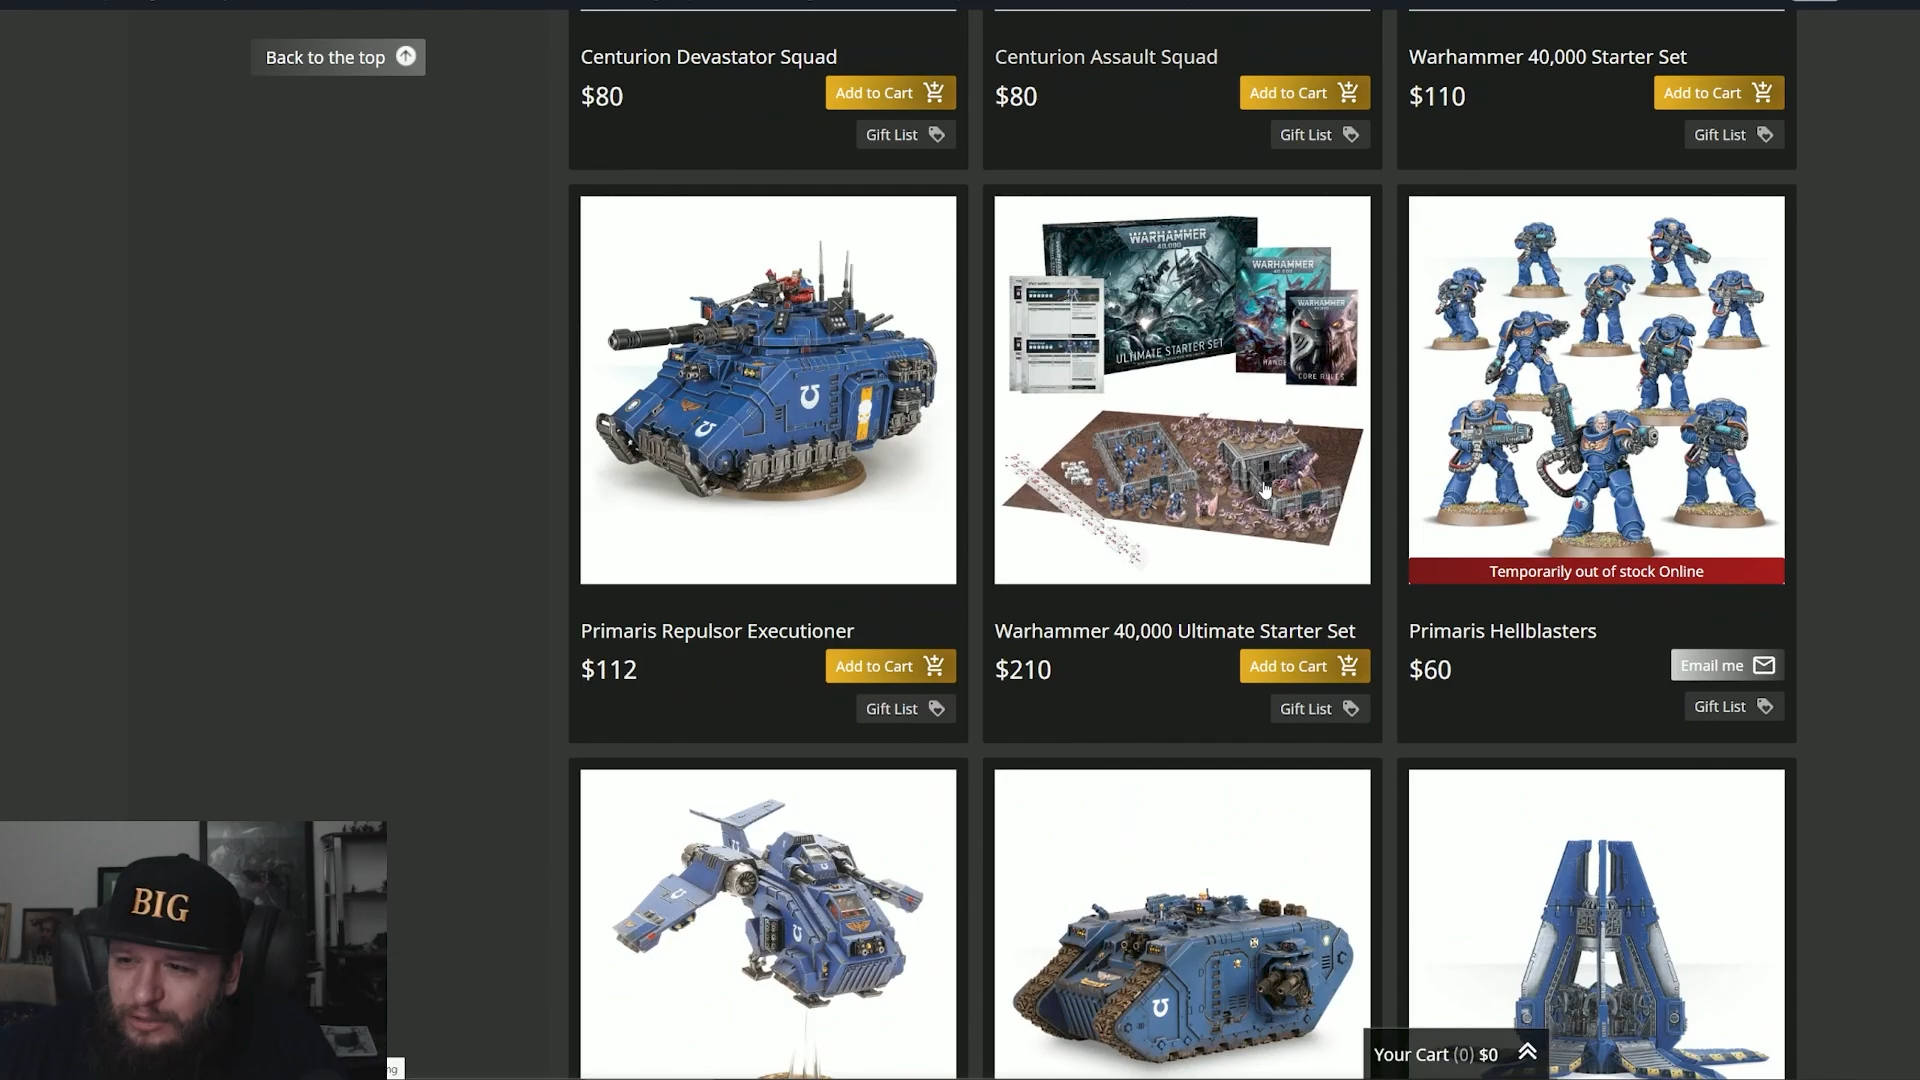 Back to the top
Centurion Devastator Squad
$80
Add to Cart
Gift List
Centurion Assault Squad
$80
Add to Cart
Gift List
Warhammer 40,000 Starter Set
$110
Add to Cart
Gift List
WARHAMMER
40,000
ULTIMATE STARTER SET
WARHAMMER
40,000
WARHAMMER
CORE RULES
Temporarily out of stock Online
Primaris Repulsor Executioner
$112
Add to Cart
Gift List
Warhammer 40,000 Ultimate Starter Set
$210
Add to Cart
Gift List
Primaris Hellblasters
$60
Email me
Gift List
BIG
Your Cart (0) $0